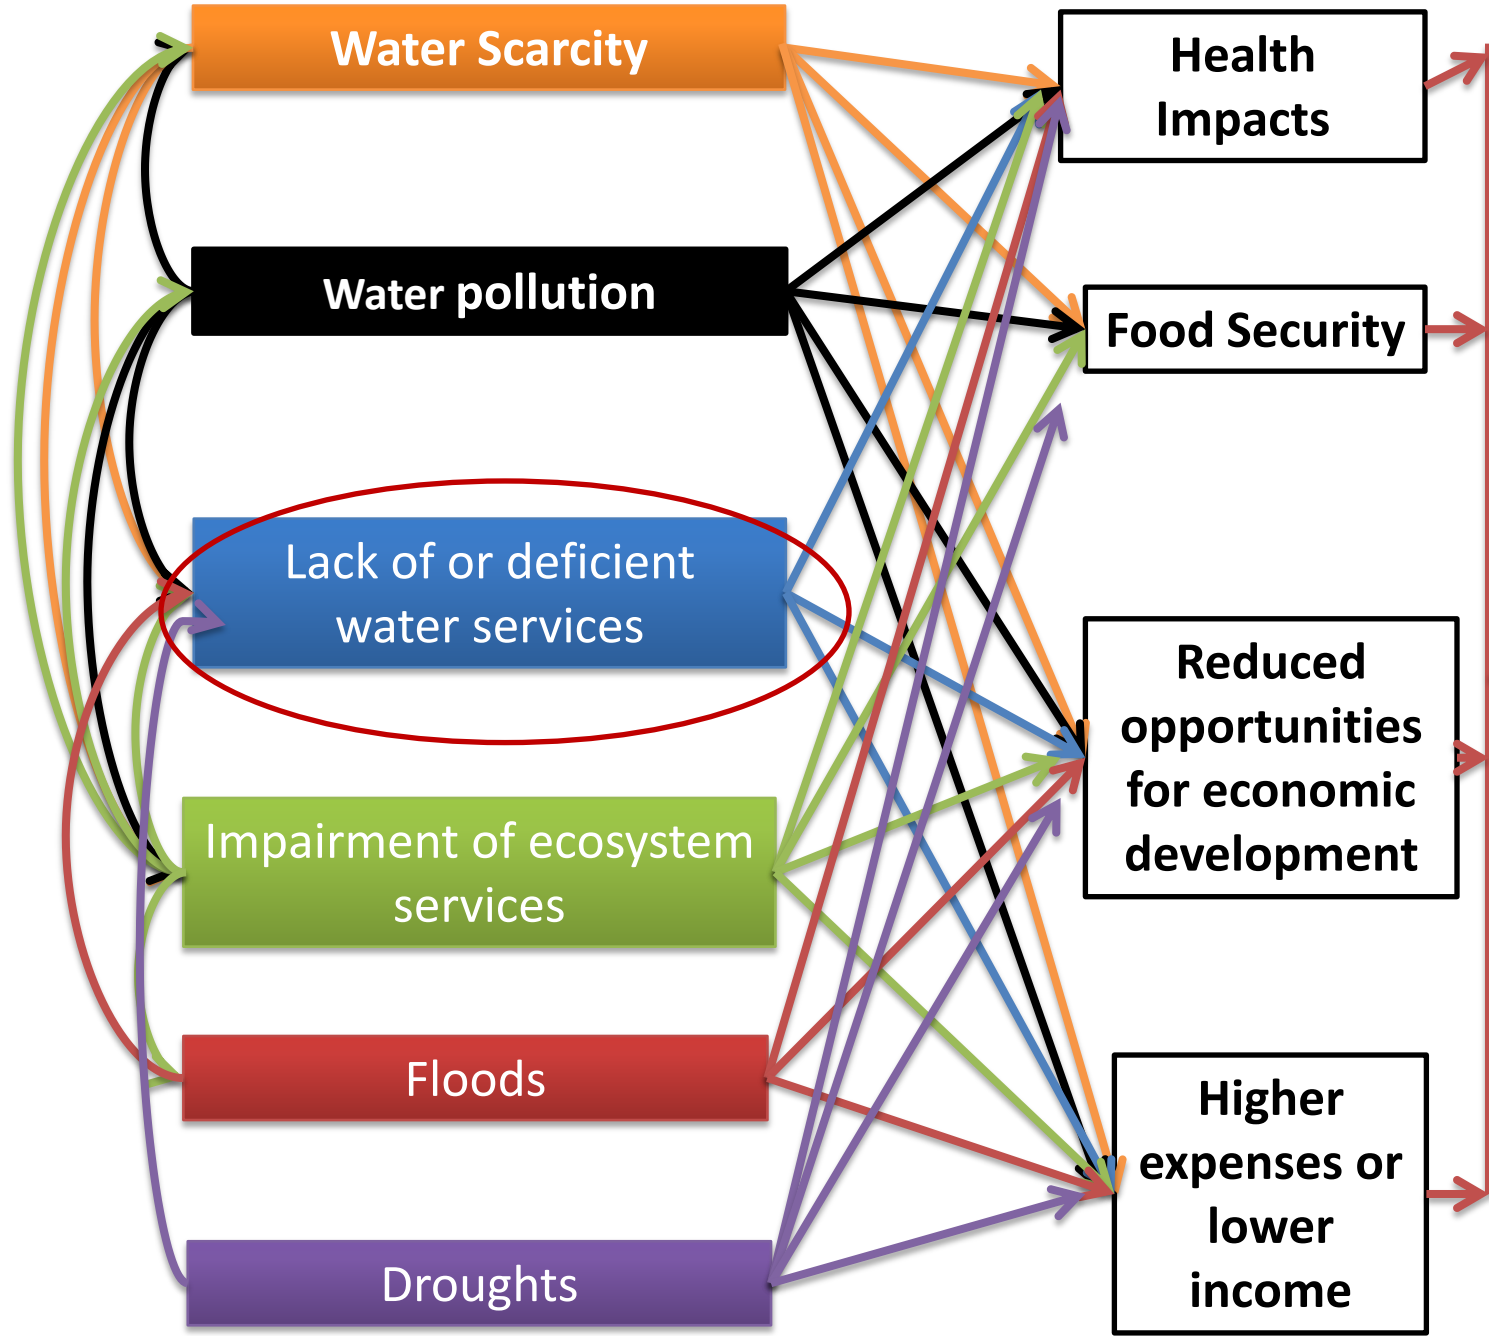 Water Scarcity
Water pollution
Lack of or deficient
water services
Impairment of ecosystem
services
Floods
Droughts
Health
Impacts
Food Security
Reduced
opportunities
for economic
development
Higher
expenses or
lower
income